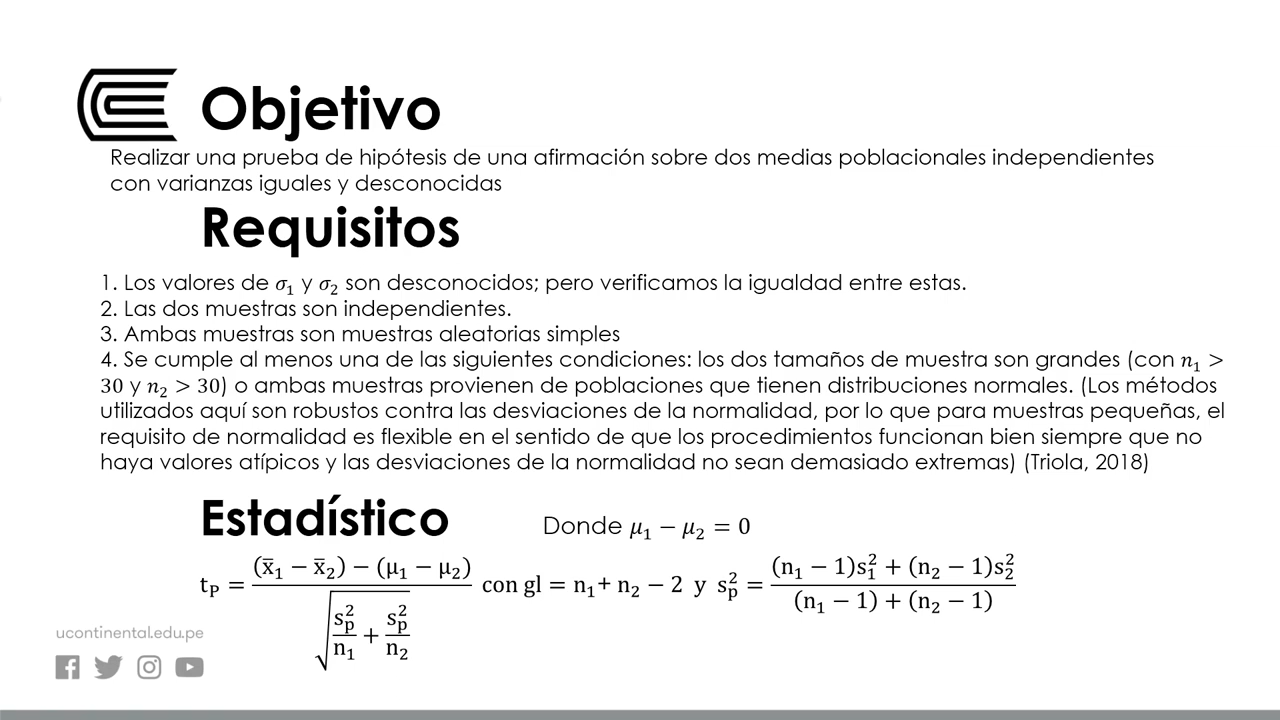 Objetivo
Realizar una prueba de hipótesis de una afirmación sobre dos medias poblacionales independientes
con varianzas iguales y desconocidas
Requisitos
1. Los valores de σ₁ y σ₂ son desconocidos; pero verificamos la igualdad entre estas.
2. Las dos muestras son independientes.
3. Ambas muestras son muestras aleatorias simples
4. Se cumple al menos una de las siguientes condiciones: los dos tamaños de muestra son grandes (con n₁ >
30 y n₂ > 30) o ambas muestras provienen de poblaciones que tienen distribuciones normales. (Los métodos
utilizados aquí son robustos contra las desviaciones de la normalidad, por lo que para muestras pequeñas, el
requisito de normalidad es flexible en el sentido de que los procedimientos funcionan bien siempre que no
haya valores atípicos y las desviaciones de la normalidad no sean demasiado extremas) (Triola, 2018)
Estadístico Donde μ₁ − μ₂ = 0
t_P = ((x̅₁ − x̅₂) − (μ₁ − μ₂)) / √(s_p²/n₁ + s_p²/n₂) con gl = n₁+ n₂ − 2 y s_p² = ((n₁ − 1)s₁² + (n₂ − 1)s₂²) / ((n₁ − 1) + (n₂ − 1))
ucontinental.edu.pe